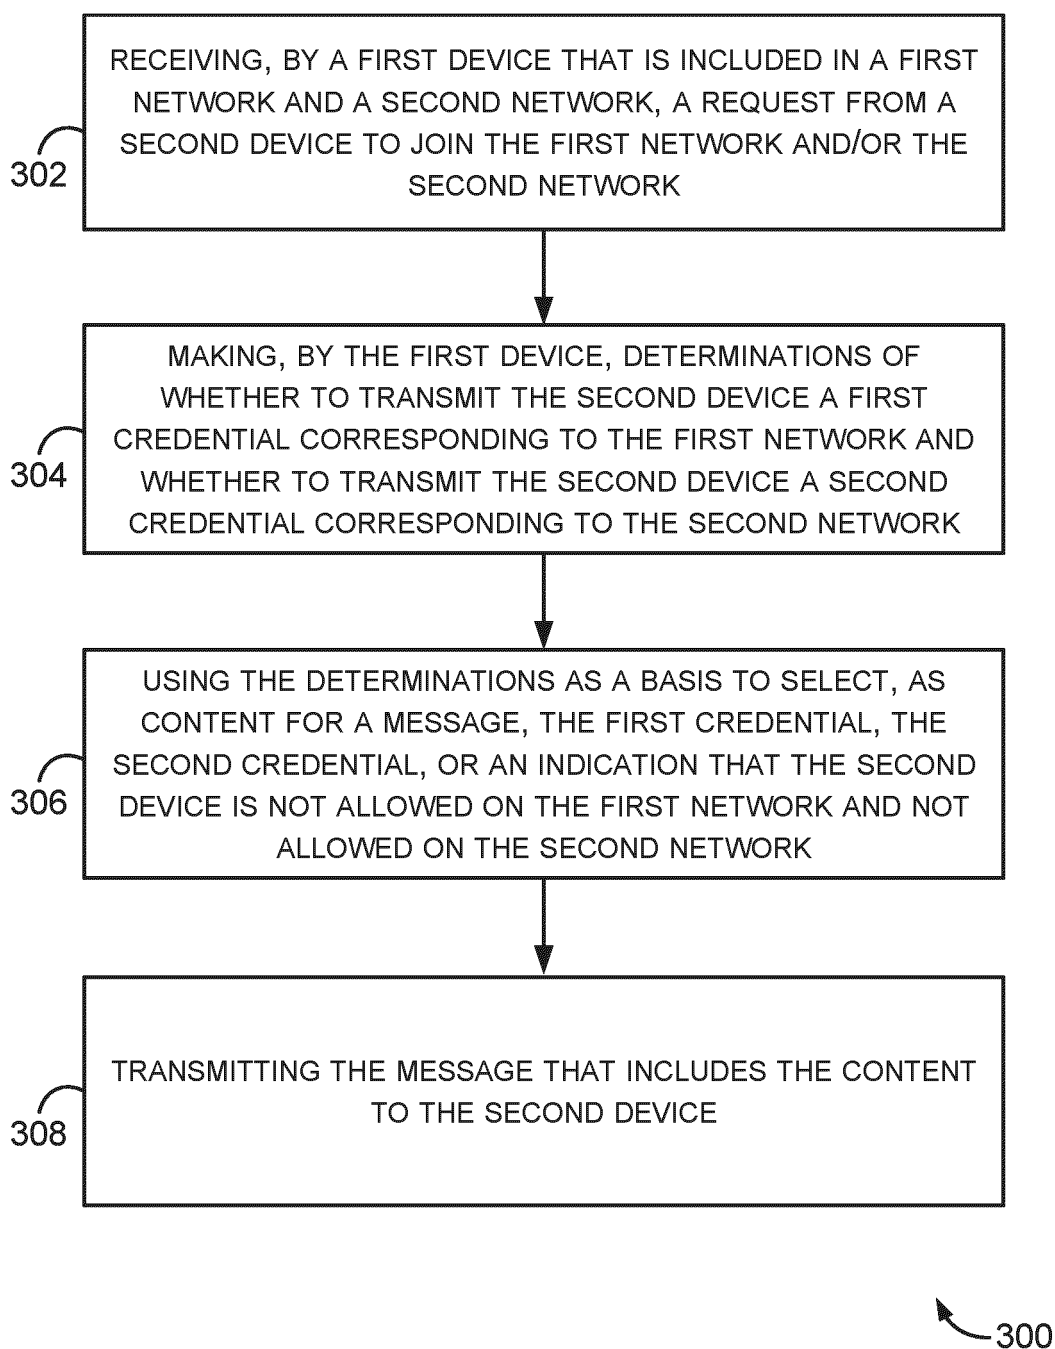 RECEIVING, BY A FIRST DEVICE THAT IS INCLUDED IN A FIRST
NETWORK AND A SECOND NETWORK, A REQUEST FROM A
SECOND DEVICE TO JOIN THE FIRST NETWORK AND/OR THE
SECOND NETWORK
302
MAKING, BY THE FIRST DEVICE, DETERMINATIONS OF
WHETHER TO TRANSMIT THE SECOND DEVICE A FIRST
CREDENTIAL CORRESPONDING TO THE FIRST NETWORK AND
WHETHER TO TRANSMIT THE SECOND DEVICE A SECOND
CREDENTIAL CORRESPONDING TO THE SECOND NETWORK
304
USING THE DETERMINATIONS AS A BASIS TO SELECT, AS
CONTENT FOR A MESSAGE, THE FIRST CREDENTIAL, THE
SECOND CREDENTIAL, OR AN INDICATION THAT THE SECOND
DEVICE IS NOT ALLOWED ON THE FIRST NETWORK AND NOT
ALLOWED ON THE SECOND NETWORK
306
TRANSMITTING THE MESSAGE THAT INCLUDES THE CONTENT
TO THE SECOND DEVICE
308
300